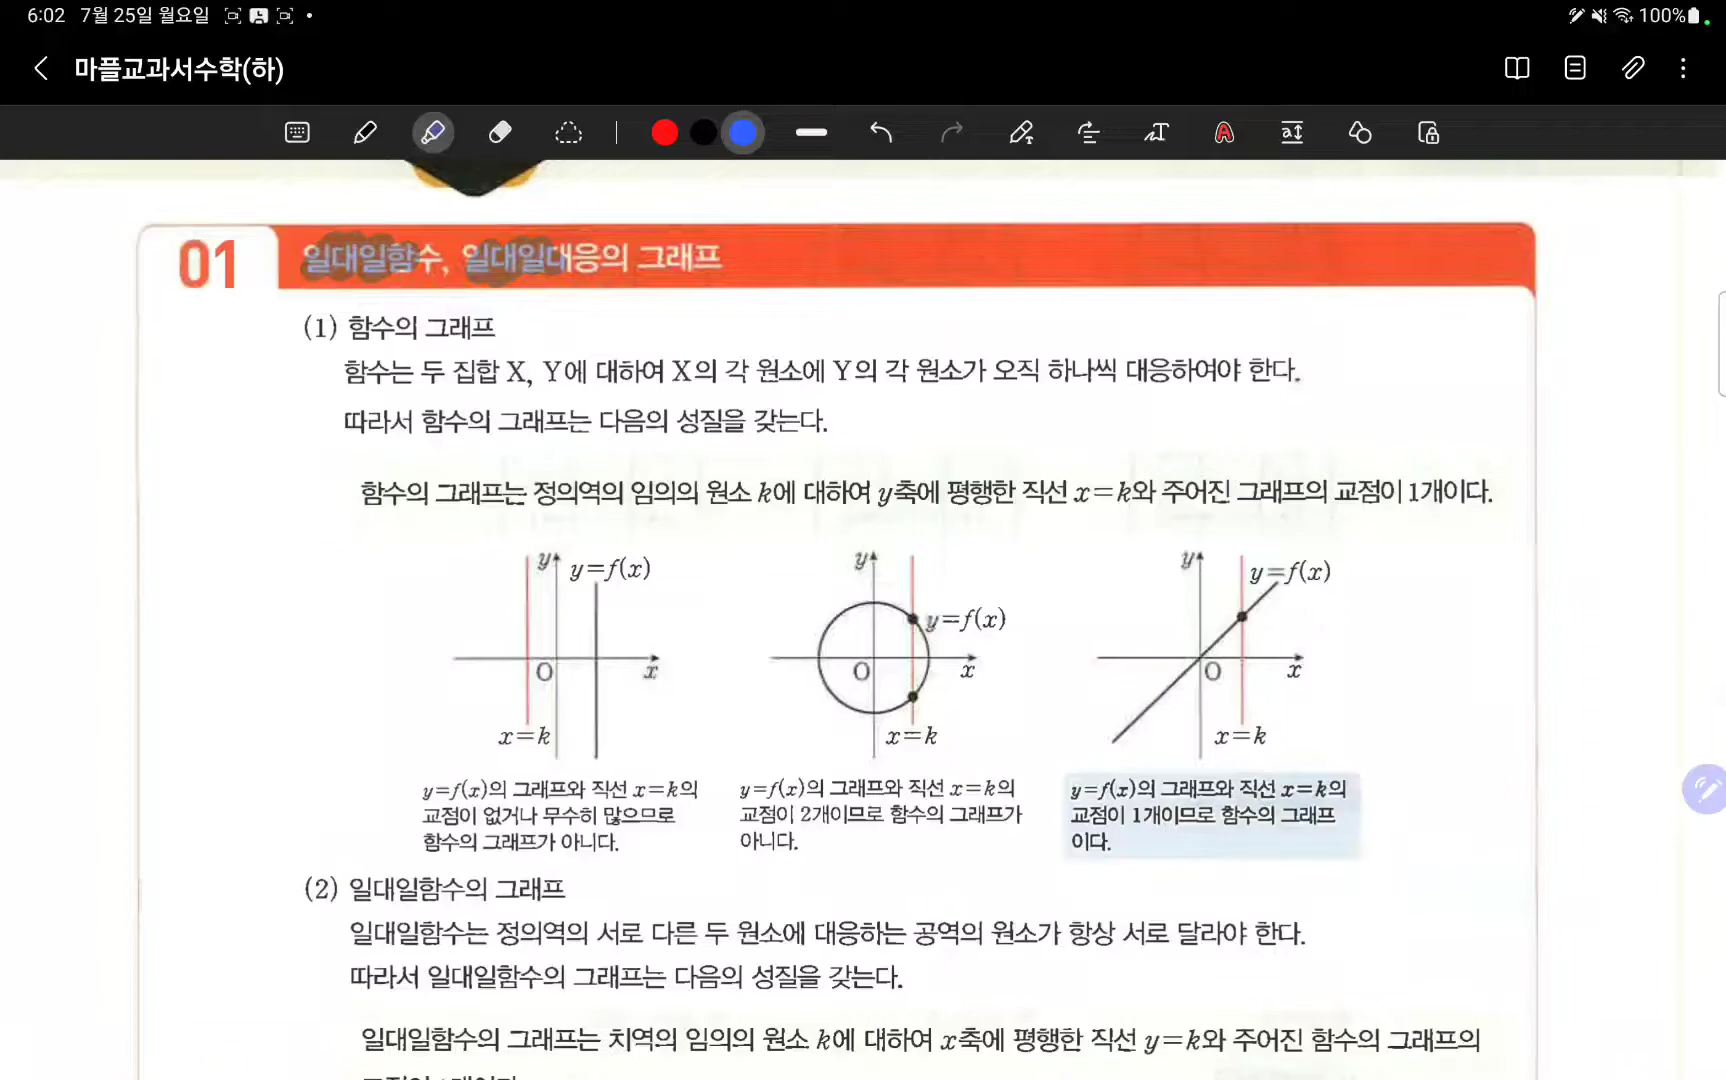 6:02 7월 25일 월요일
100%
마플교과서수학(하)
01 일대일함수, 일대일대응의 그래프
(1) 함수의 그래프
함수는 두 집합 X, Y에 대하여 X의 각 원소에 Y의 각 원소가 오직 하나씩 대응하여야 한다.
따라서 함수의 그래프는 다음의 성질을 갖는다.
함수의 그래프는 정의역의 임의의 원소 k에 대하여 y축에 평행한 직선 x=k와 주어진 그래프의 교점이 1개이다.
y y=f(x)
O x
x=k
y
y=f(x)
O x
x=k
y y=f(x)
O x
x=k
y=f(x)의 그래프와 직선 x=k의
교점이 없거나 무수히 많으므로
함수의 그래프가 아니다.
y=f(x)의 그래프와 직선 x=k의
교점이 2개이므로 함수의 그래프가
아니다.
y=f(x)의 그래프와 직선 x=k의
교점이 1개이므로 함수의 그래프
이다.
(2) 일대일함수의 그래프
일대일함수는 정의역의 서로 다른 두 원소에 대응하는 공역의 원소가 항상 서로 달라야 한다.
따라서 일대일함수의 그래프는 다음의 성질을 갖는다.
일대일함수의 그래프는 치역의 임의의 원소 k에 대하여 x축에 평행한 직선 y=k와 주어진 함수의 그래프의